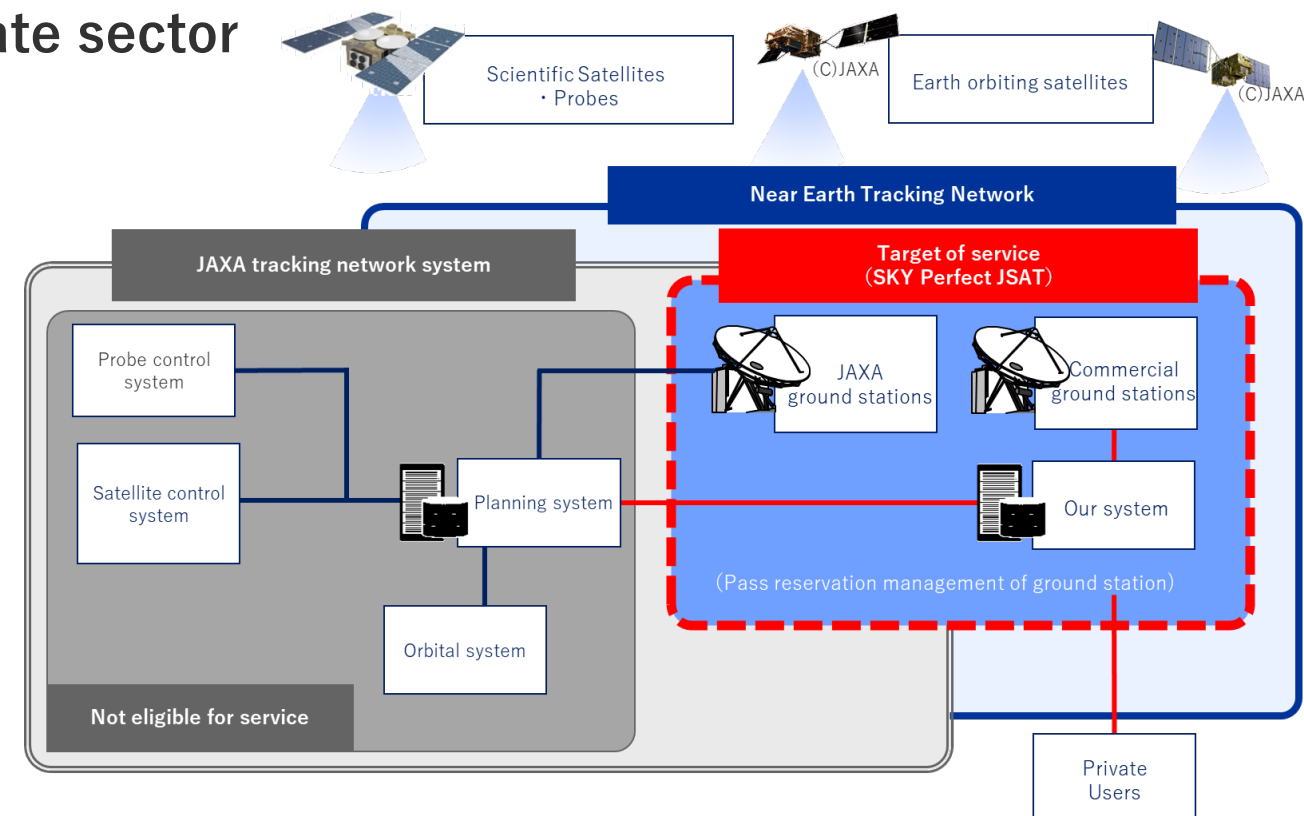 ate sector
Scientific Satellites
・Probes
(C)JAXA
Earth orbiting satellites
(C)JAXA
Near Earth Tracking Network
JAXA tracking network system
Target of service
(SKY Perfect JSAT)
Probe control
system
JAXA
ground stations
Commercial
ground stations
Satellite control
system
Planning system
Our system
(Pass reservation management of ground station)
Orbital system
Not eligible for service
Private
Users